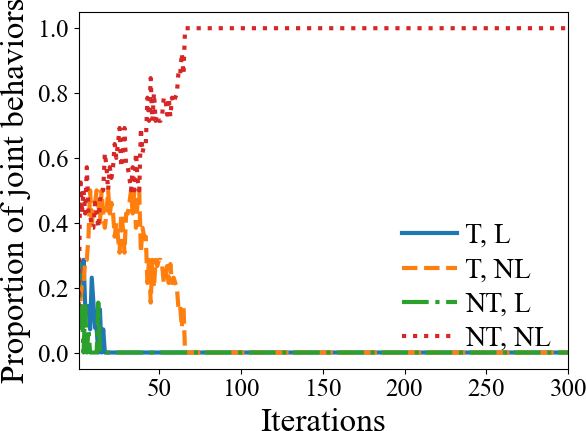 Proportion of joint behaviors
1.0
0.8
0.6
0.4
0.2
0.0
T, L
T, NL
NT, L
NT, NL
50
100
150
200
250
300
Iterations